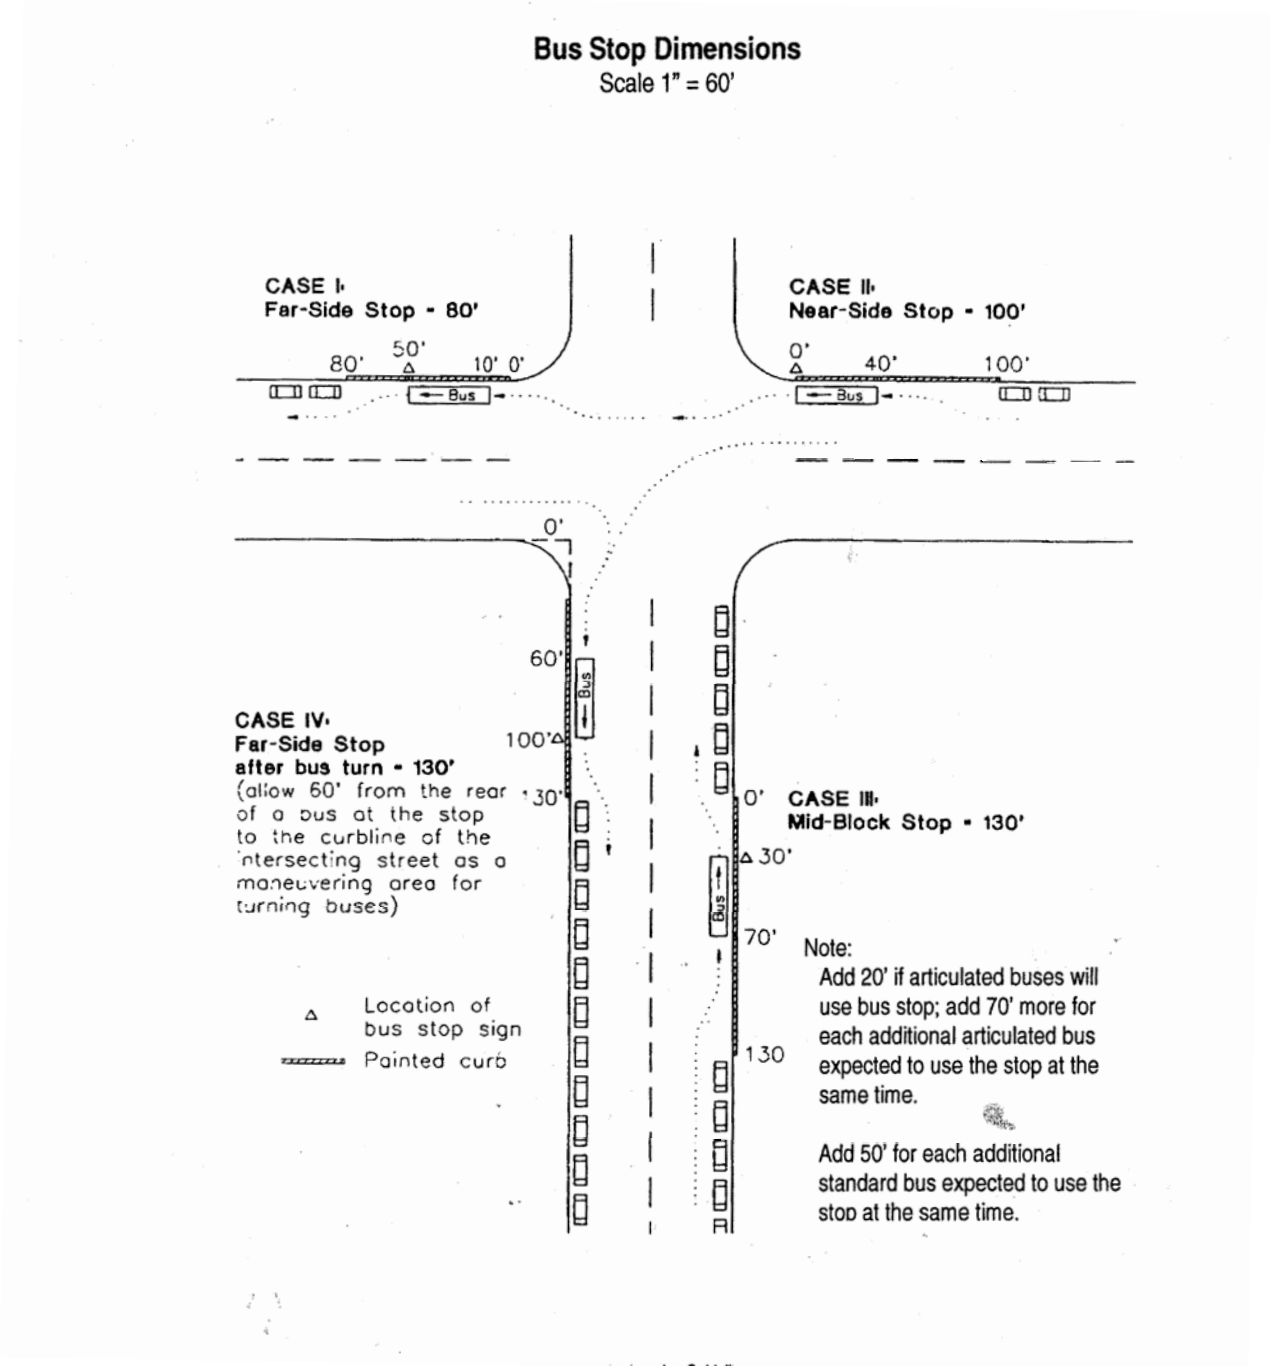 Bus Stop Dimensions
Scale 1" = 60'
CASE I:
Far-Side Stop - 80'
80' 50' 10' 0'
Bus
CASE II:
Near-Side Stop - 100'
0' 40' 100'
Bus
0'
60'
Bus
100'
130'
CASE IV:
Far-Side Stop
after bus turn - 130'
(allow 60' from the rear
of a bus at the stop
to the curbline of the
intersecting street as a
maneuvering area for
turning buses)
0'
CASE III:
Mid-Block Stop - 130'
30'
Bus
70'
130
Location of
bus stop sign
Painted curb
Note:
Add 20' if articulated buses will
use bus stop; add 70' more for
each additional articulated bus
expected to use the stop at the
same time.
Add 50' for each additional
standard bus expected to use the
stop at the same time.